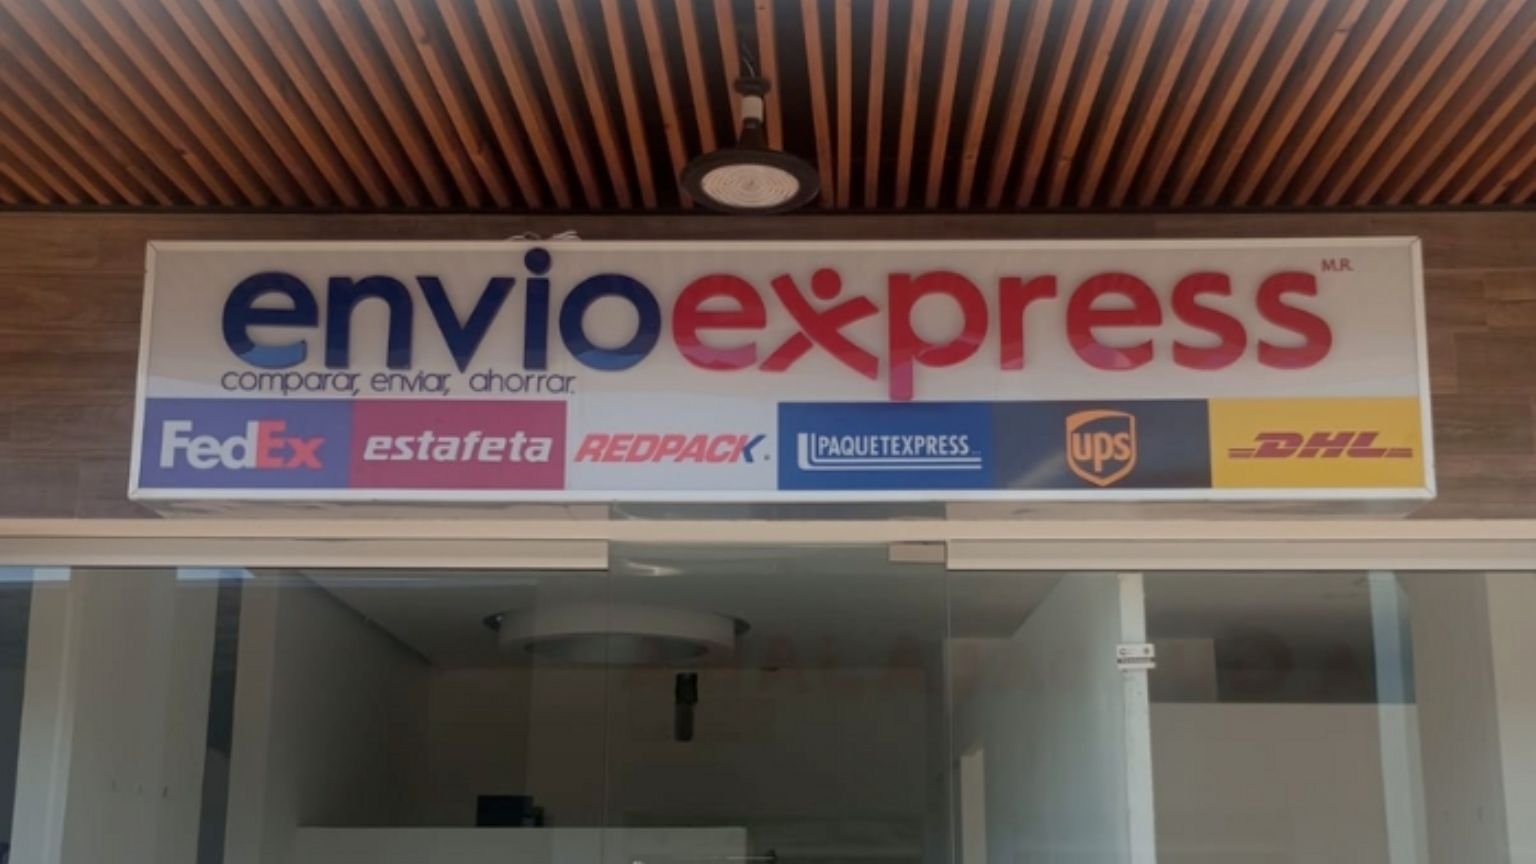 envioexpress M.R.
comparar, enviar, ahorrar.
FedEx estafeta REDPACK PAQUETEXPRESS ups DHL